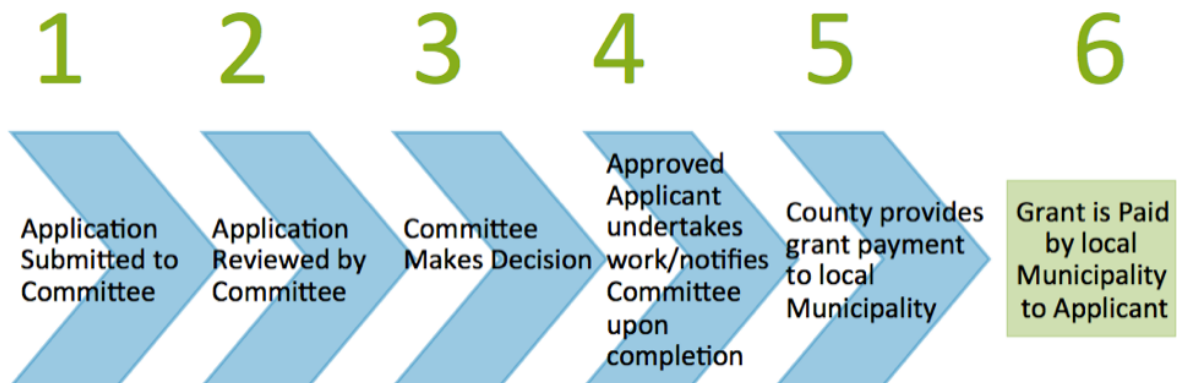 1
2
3
4
5
6
Application
Submitted to
Committee
Application
Reviewed by
Committee
Committee
Makes Decision
Approved
Applicant
undertakes
work/notifies
Committee
upon
completion
County provides
grant payment
to local
Municipality
Grant is Paid
by local
Municipality
to Applicant